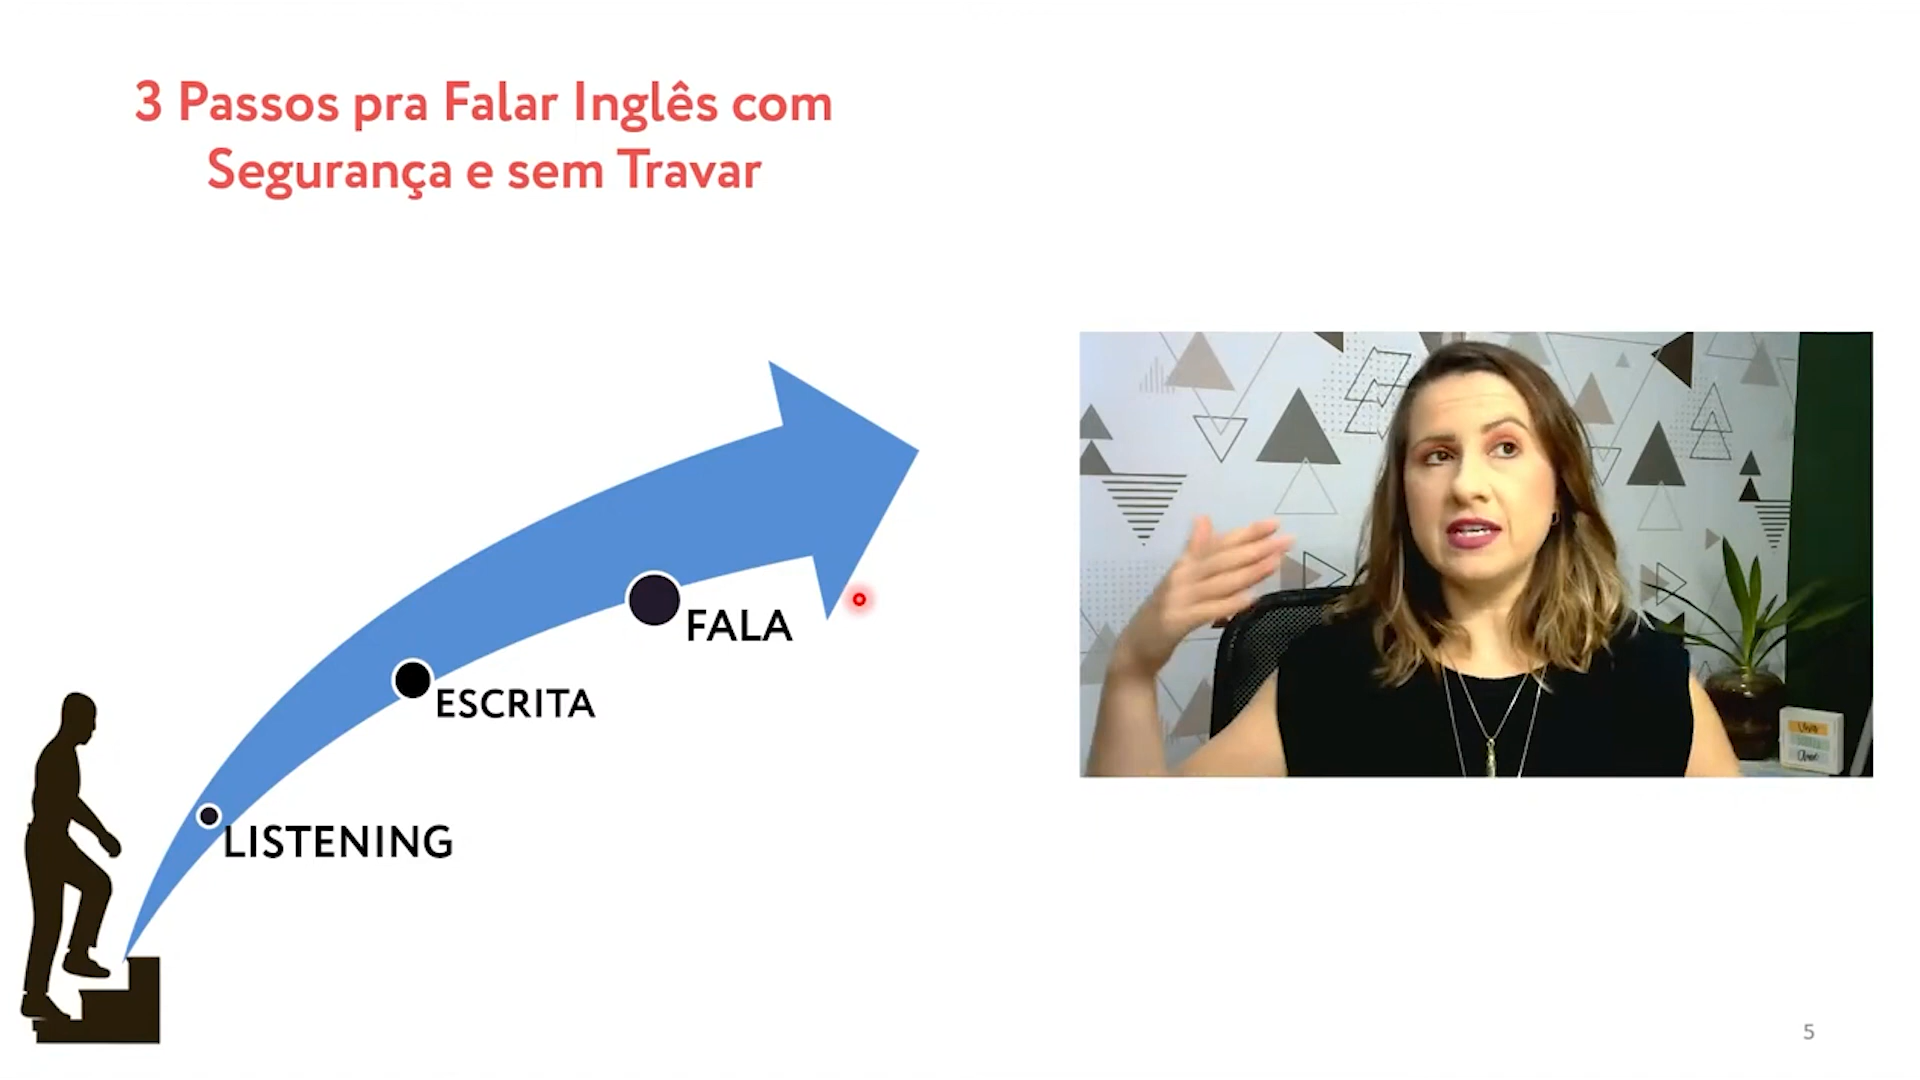 3 Passos pra Falar Inglês com
Segurança e sem Travar
FALA
ESCRITA
LISTENING
5